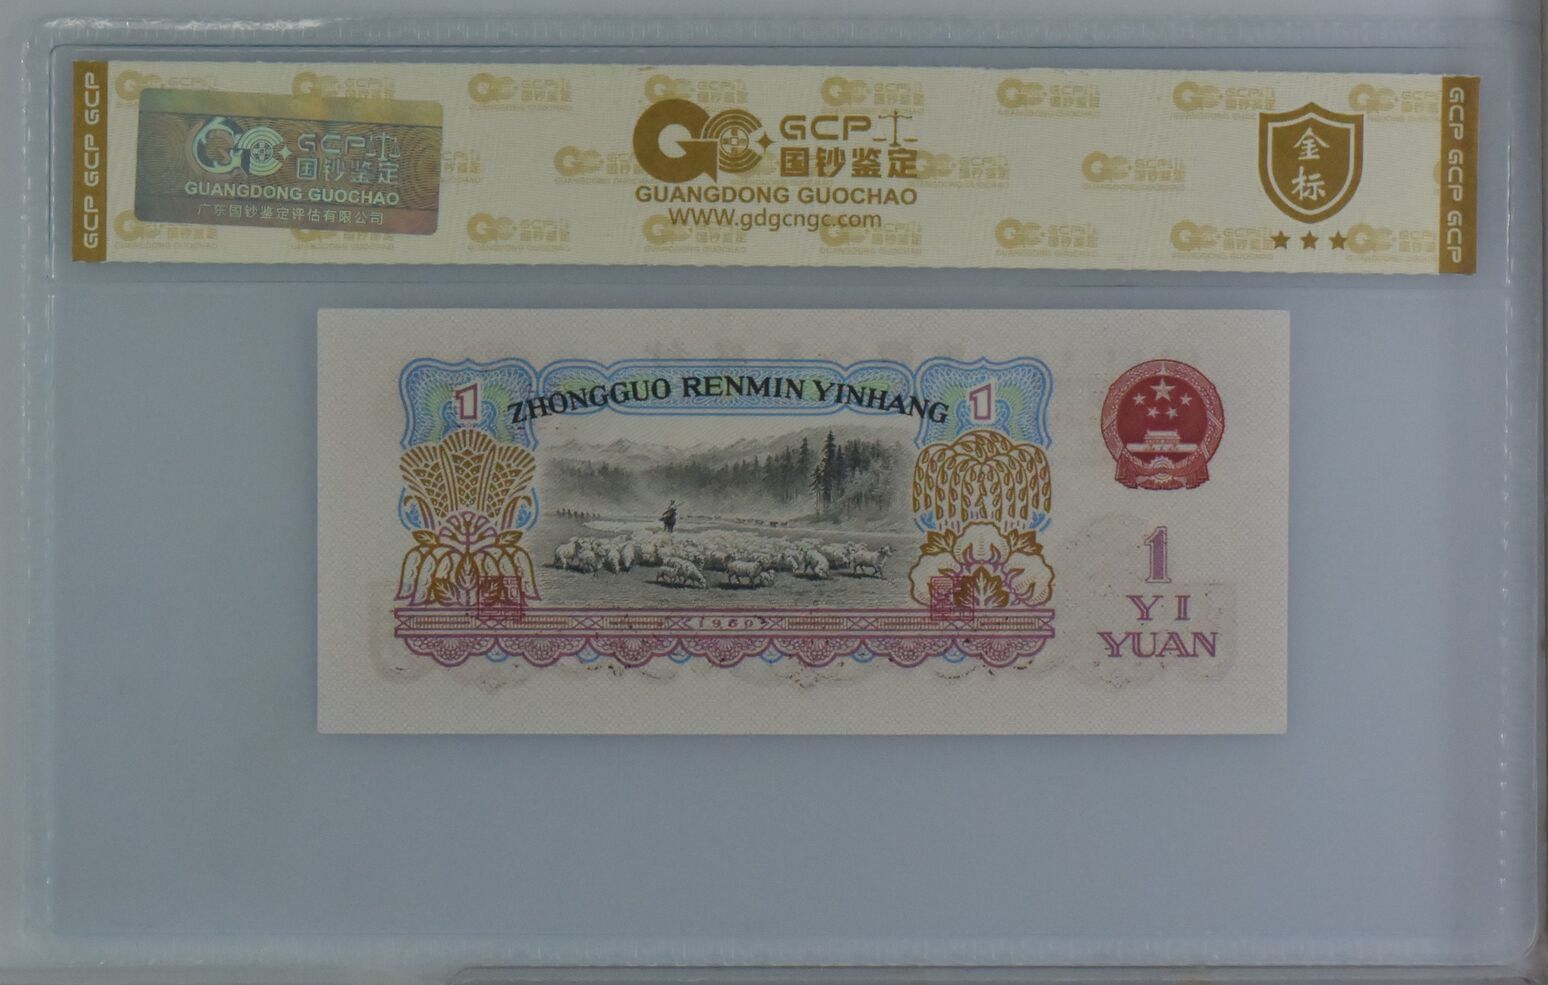 GCP GCP GCP
GCP
国钞鉴定
GUANGDONG GUOCHAO
广东国钞鉴定评估有限公司
GCP
国钞鉴定
GUANGDONG GUOCHAO
WWW.gdgcngc.com
金
标
GCP GCP GCP
ZHONGGUO RENMIN YINHANG
1
1
1960
1
YI
YUAN